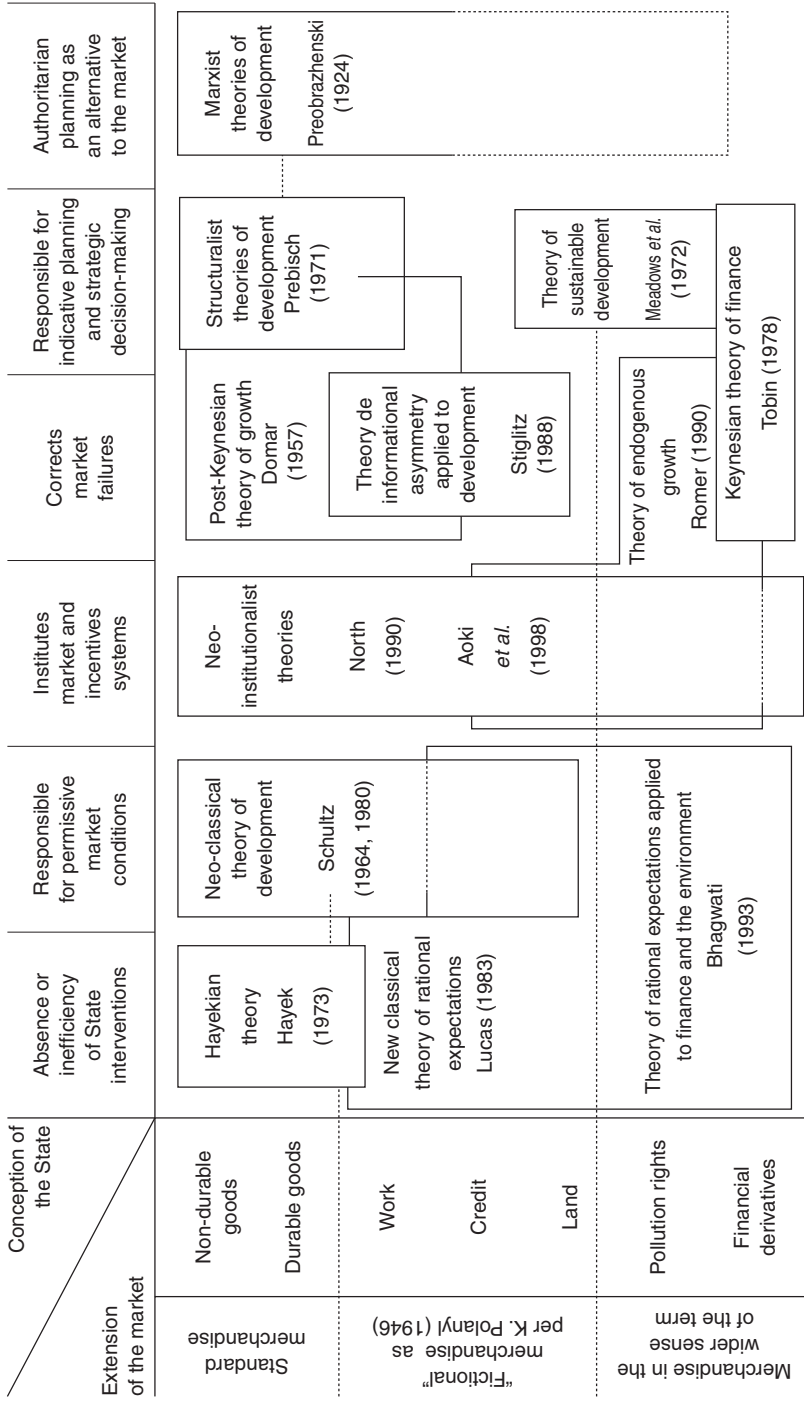 Conception of
the State
Extension
of the market
Absence or
inefficiency
of State
interventions
Responsible
for permissive
market
conditions
Institutes
market and
incentives
systems
Corrects
market
failures
Responsible for
indicative planning
and strategic
decision-making
Authoritarian
planning as
an alternative
to the market
Standard
merchandise
Non-durable
goods
Durable goods
"Fictional"
merchandise as
per K. Polanyl (1946)
Work
Credit
Land
Merchandise in the
wider sense
of the term
Pollution rights
Financial
derivatives
Hayekian
theory
Hayek
(1973)
New classical
theory of rational
expectations
Lucas (1983)
Theory of rational expectations applied
to finance and the environment
Bhagwati
(1993)
Neo-classical
theory of
development
Schultz
(1964, 1980)
Neo-
institutionalist
theories
North
(1990)
Aoki
et al.
(1998)
Post-Keynesian
theory of growth
Domar
(1957)
Theory de
informational
asymmetry
applied to
development
Stiglitz
(1988)
Theory of endogenous
growth
Romer (1990)
Keynesian theory of finance
Tobin (1978)
Structuralist
theories of
development
Prebisch
(1971)
Theory of
sustainable
development
Meadows et al.
(1972)
Marxist
theories of
development
Preobrazhenski
(1924)